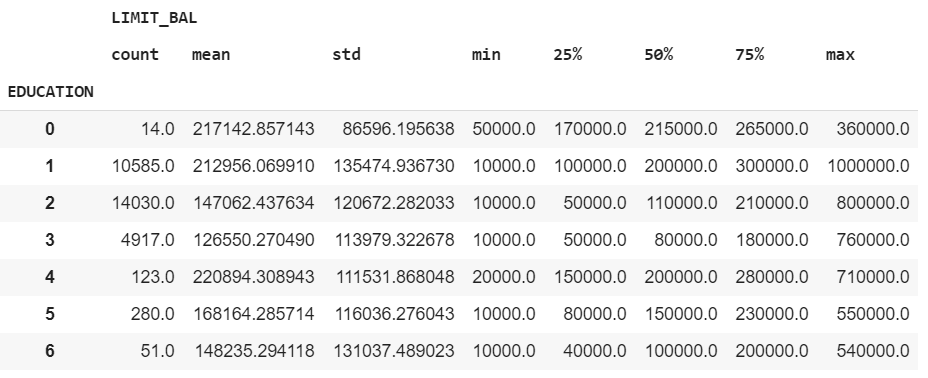 LIMIT_BAL
count mean std min 25% 50% 75% max
EDUCATION
0 14.0 217142.857143 86596.195638 50000.0 170000.0 215000.0 265000.0 360000.0
1 10585.0 212956.069910 135474.936730 10000.0 100000.0 200000.0 300000.0 1000000.0
2 14030.0 147062.437634 120672.282033 10000.0 50000.0 110000.0 210000.0 800000.0
3 4917.0 126550.270490 113979.322678 10000.0 50000.0 80000.0 180000.0 760000.0
4 123.0 220894.308943 111531.868048 20000.0 150000.0 200000.0 280000.0 710000.0
5 280.0 168164.285714 116036.276043 10000.0 80000.0 150000.0 230000.0 550000.0
6 51.0 148235.294118 131037.489023 10000.0 40000.0 100000.0 200000.0 540000.0